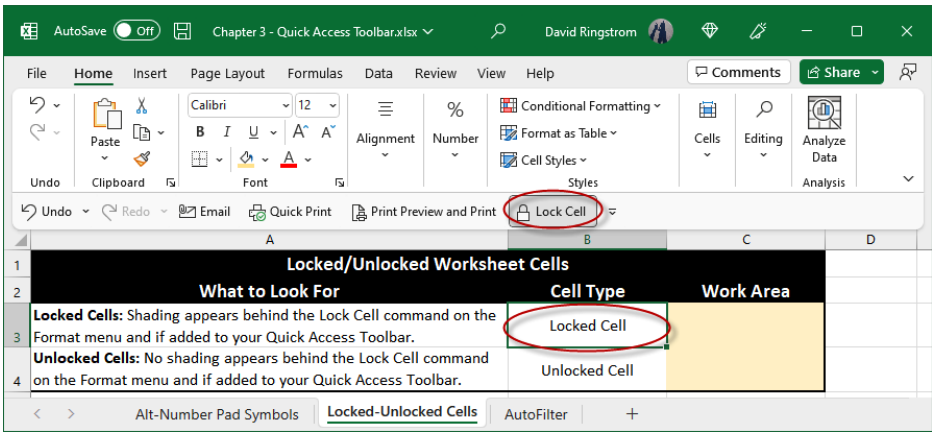 AutoSave Off Chapter 3 - Quick Access Toolbar.xlsx David Ringstrom
File Home Insert Page Layout Formulas Data Review View Help Comments Share
Calibri 12 Conditional Formatting
Paste B I U A A Alignment % Number Format as Table Cells Editing Analyze Data
A Cell Styles
Undo Clipboard Font Styles Analysis
Undo Redo Email Quick Print Print Preview and Print Lock Cell
A B C D
1 Locked/Unlocked Worksheet Cells
2 What to Look For Cell Type Work Area
Locked Cells: Shading appears behind the Lock Cell command on the
3 Format menu and if added to your Quick Access Toolbar. Locked Cell
Unlocked Cells: No shading appears behind the Lock Cell command
4 on the Format menu and if added to your Quick Access Toolbar. Unlocked Cell
Alt-Number Pad Symbols Locked-Unlocked Cells AutoFilter +